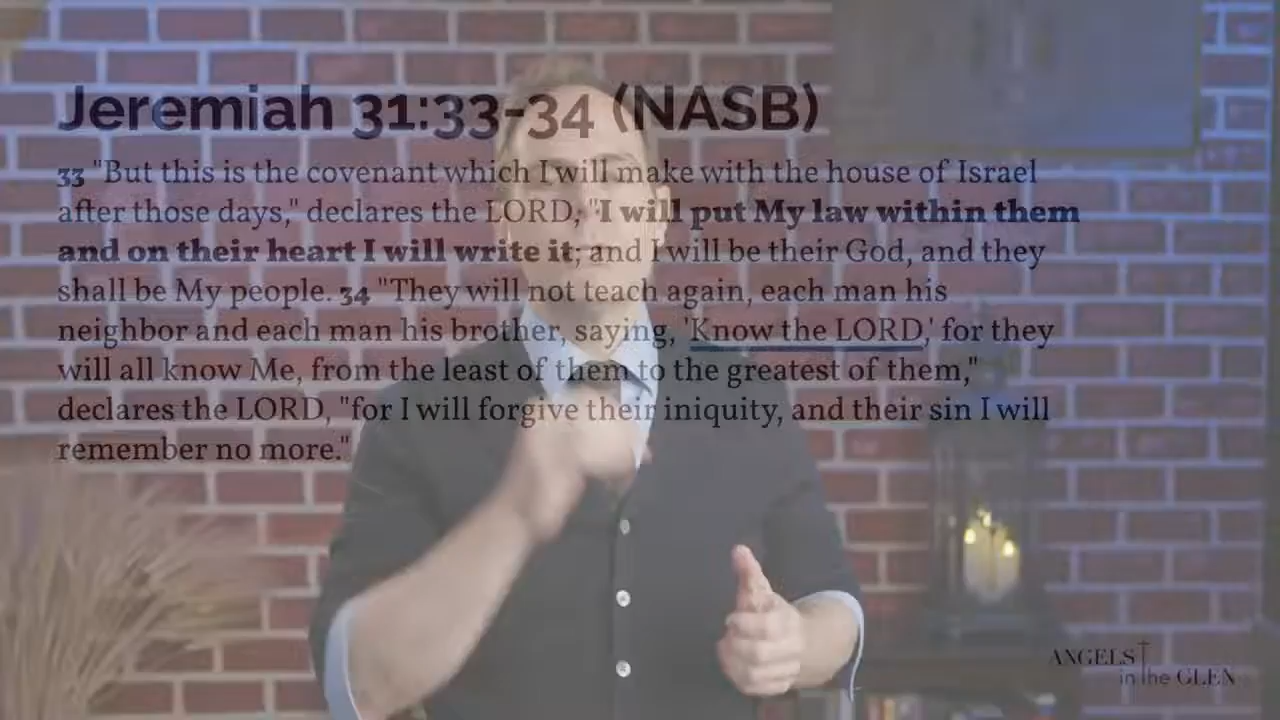 Jeremiah 31:33-34 (NASB)
33 "But this is the covenant which I will make with the house of Israel
after those days," declares the LORD, "I will put My law within them
and on their heart I will write it; and I will be their God, and they
shall be My people. 34 "They will not teach again, each man his
neighbor and each man his brother, saying, 'Know the LORD,' for they
will all know Me, from the least of them to the greatest of them,"
declares the LORD, "for I will forgive their iniquity, and their sin I will
remember no more."
ANGELS
in the GLEN